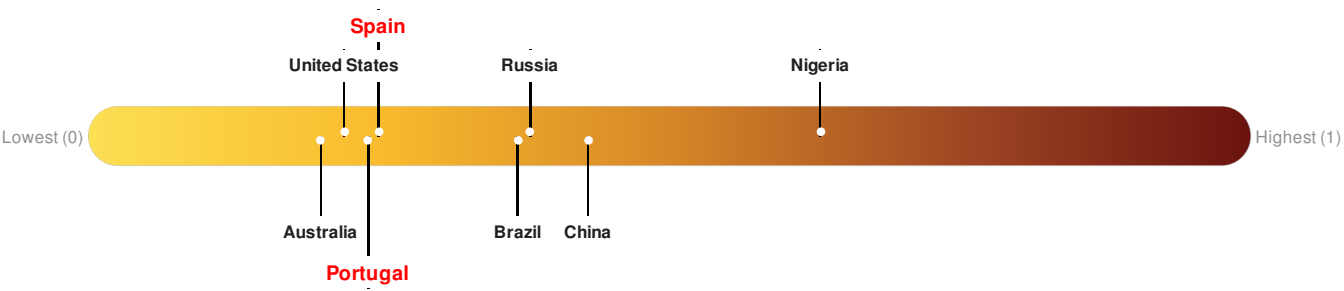 Spain
United States
Russia
Nigeria
Lowest (0)
Highest (1)
Australia
Brazil
China
Portugal